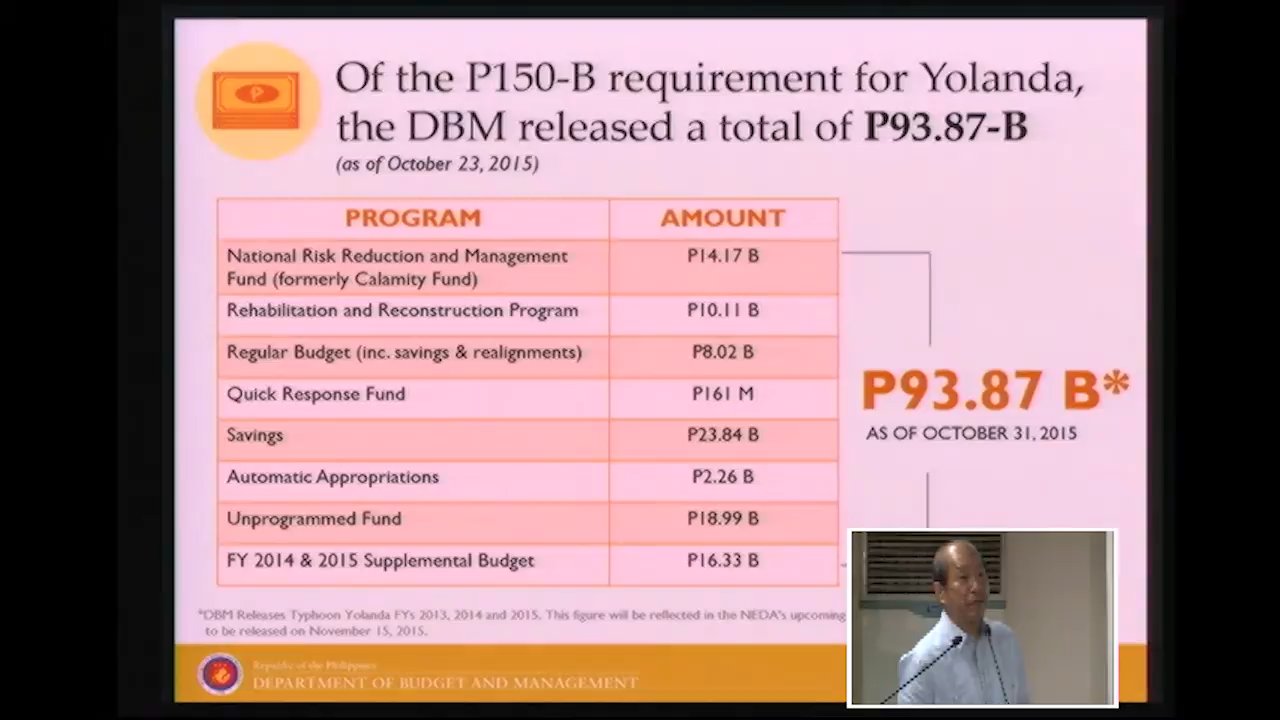 Of the P150-B requirement for Yolanda,
the DBM released a total of P93.87-B
(as of October 23, 2015)
PROGRAM AMOUNT
National Risk Reduction and Management
Fund (formerly Calamity Fund) P14.17 B
Rehabilitation and Reconstruction Program P10.11 B
Regular Budget (inc. savings & realignments) P8.02 B
Quick Response Fund P161 M
Savings P23.84 B
Automatic Appropriations P2.26 B
Unprogrammed Fund P18.99 B
FY 2014 & 2015 Supplemental Budget P16.33 B
P93.87 B*
AS OF OCTOBER 31, 2015
*DBM Releases Typhoon Yolanda FYs 2013, 2014 and 2015. This figure will be reflected in the NEDA's upcoming
to be released on November 15, 2015.
Republic of the Philippines
DEPARTMENT OF BUDGET AND MANAGEMENT